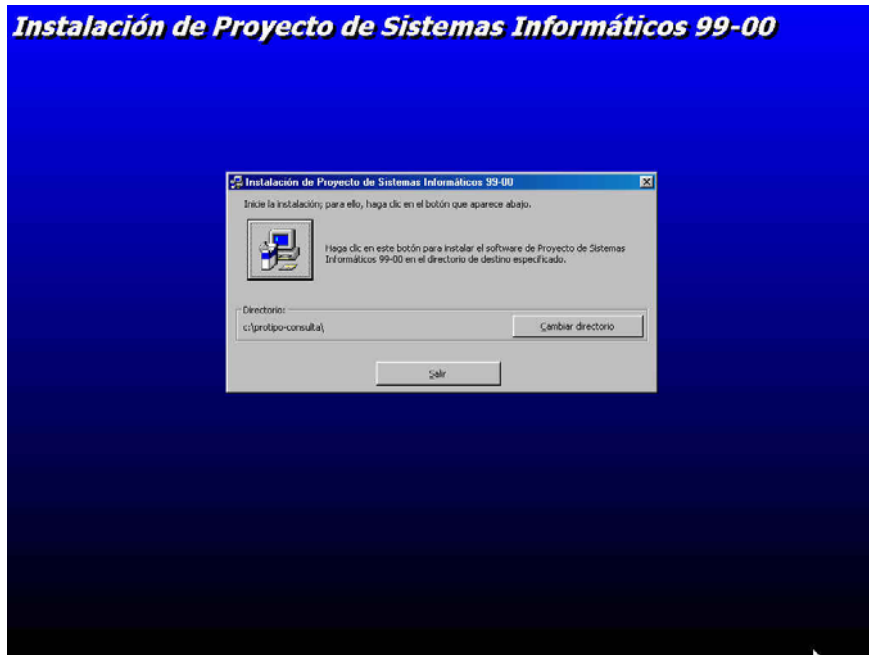 Instalación de Proyecto de Sistemas Informáticos 99-00
Instalación de Proyecto de Sistemas Informáticos 99-00
Inicie la instalación; para ello, haga clic en el botón que aparece abajo.
Haga clic en este botón para instalar el software de Proyecto de Sistemas
Informáticos 99-00 en el directorio de destino especificado.
Directorio:
c:\protipo-consulta\
Cambiar directorio
Salir